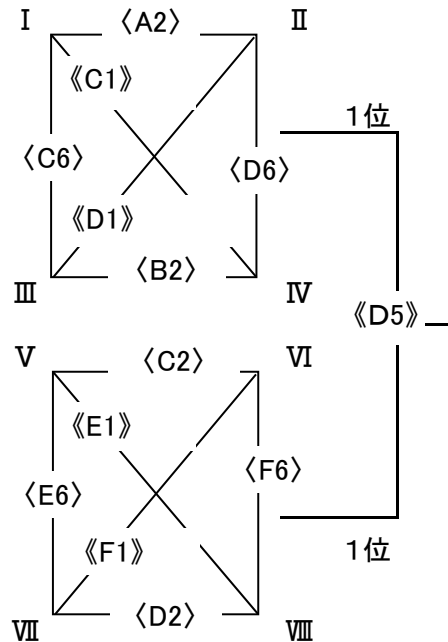 Ⅰ 〈A2〉 Ⅱ
《C1》
1位
〈C6〉 〈D6〉
《D1》
Ⅲ 〈B2〉 Ⅳ
《D5》
Ⅴ 〈C2〉 Ⅵ
《E1》
〈E6〉 〈F6〉
《F1》
1位
Ⅶ 〈D2〉 Ⅷ